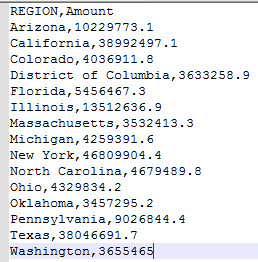 REGION,Amount
Arizona,10229773.1
California,38992497.1
Colorado,4036911.8
District of Columbia,3633258.9
Florida,5456467.3
Illinois,13512636.9
Massachusetts,3532413.3
Michigan,4259391.6
New York,46809904.4
North Carolina,4679489.8
Ohio,4329834.2
Oklahoma,3457295.2
Pennsylvania,9026844.4
Texas,38046691.7
Washington,3655465